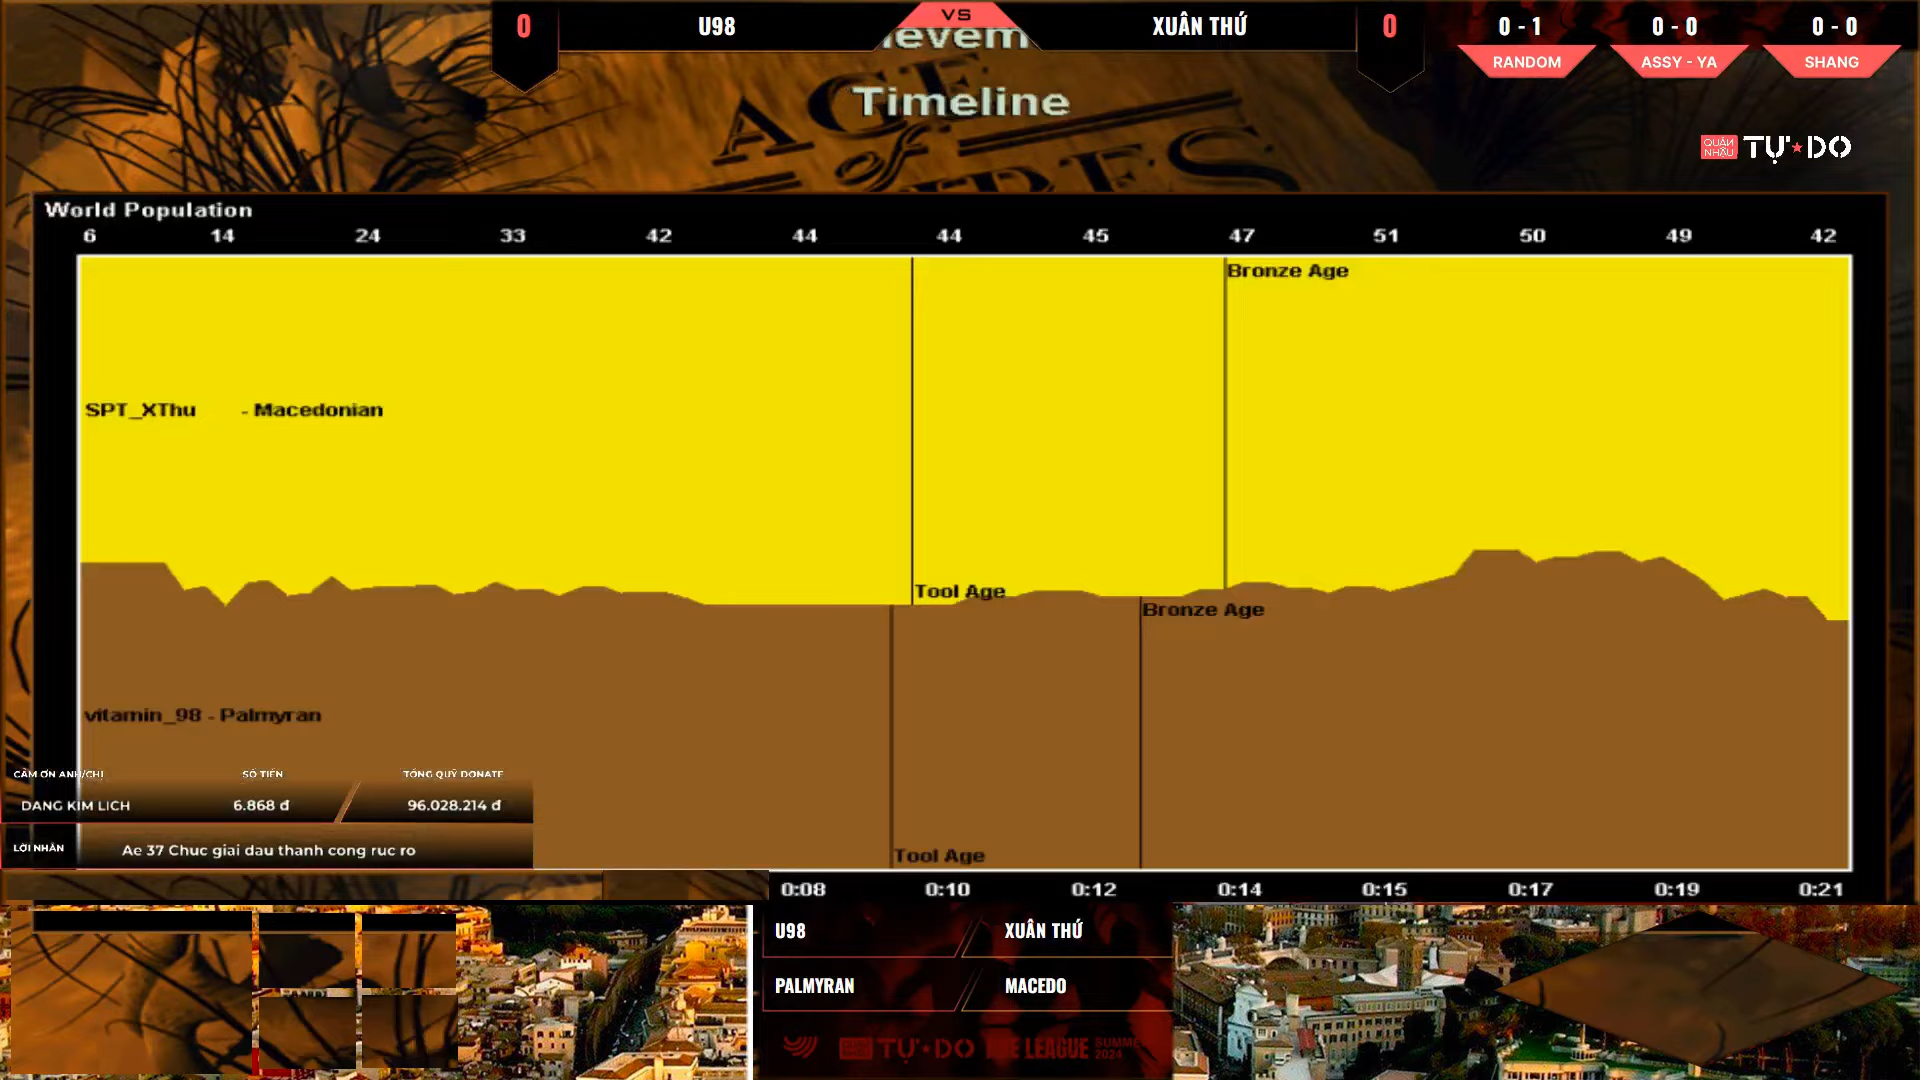 0 U98 VS XUÂN THỨ 0
0 - 1 0 - 0 0 - 0
RANDOM ASSY - YA SHANG
Timeline
AGE
of
QUÁN NHẬU TỰ DO
World Population
6 14 24 33 42 44 44 45 47 51 50 49 42
Bronze Age
SPT_XThu - Macedonian
Tool Age
Bronze Age
vitamin_98 - Palmyran
CẢM ƠN ANH/CHỊ SỐ TIỀN TỔNG QUỸ DONATE
DANG KIM LICH 6.868 đ 96.028.214 đ
LỜI NHẮN Ae 37 Chuc giai dau thanh cong ruc ro
Tool Age
0:08 0:10 0:12 0:14 0:15 0:17 0:19 0:21
U98 XUÂN THỨ
PALMYRAN MACEDO
TỰ DO LEAGUE
2024